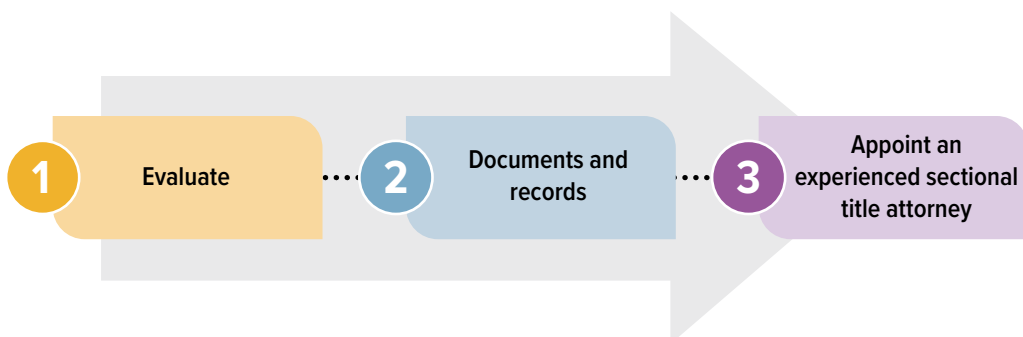 1
Evaluate
2
Documents and
records
3
Appoint an
experienced sectional
title attorney